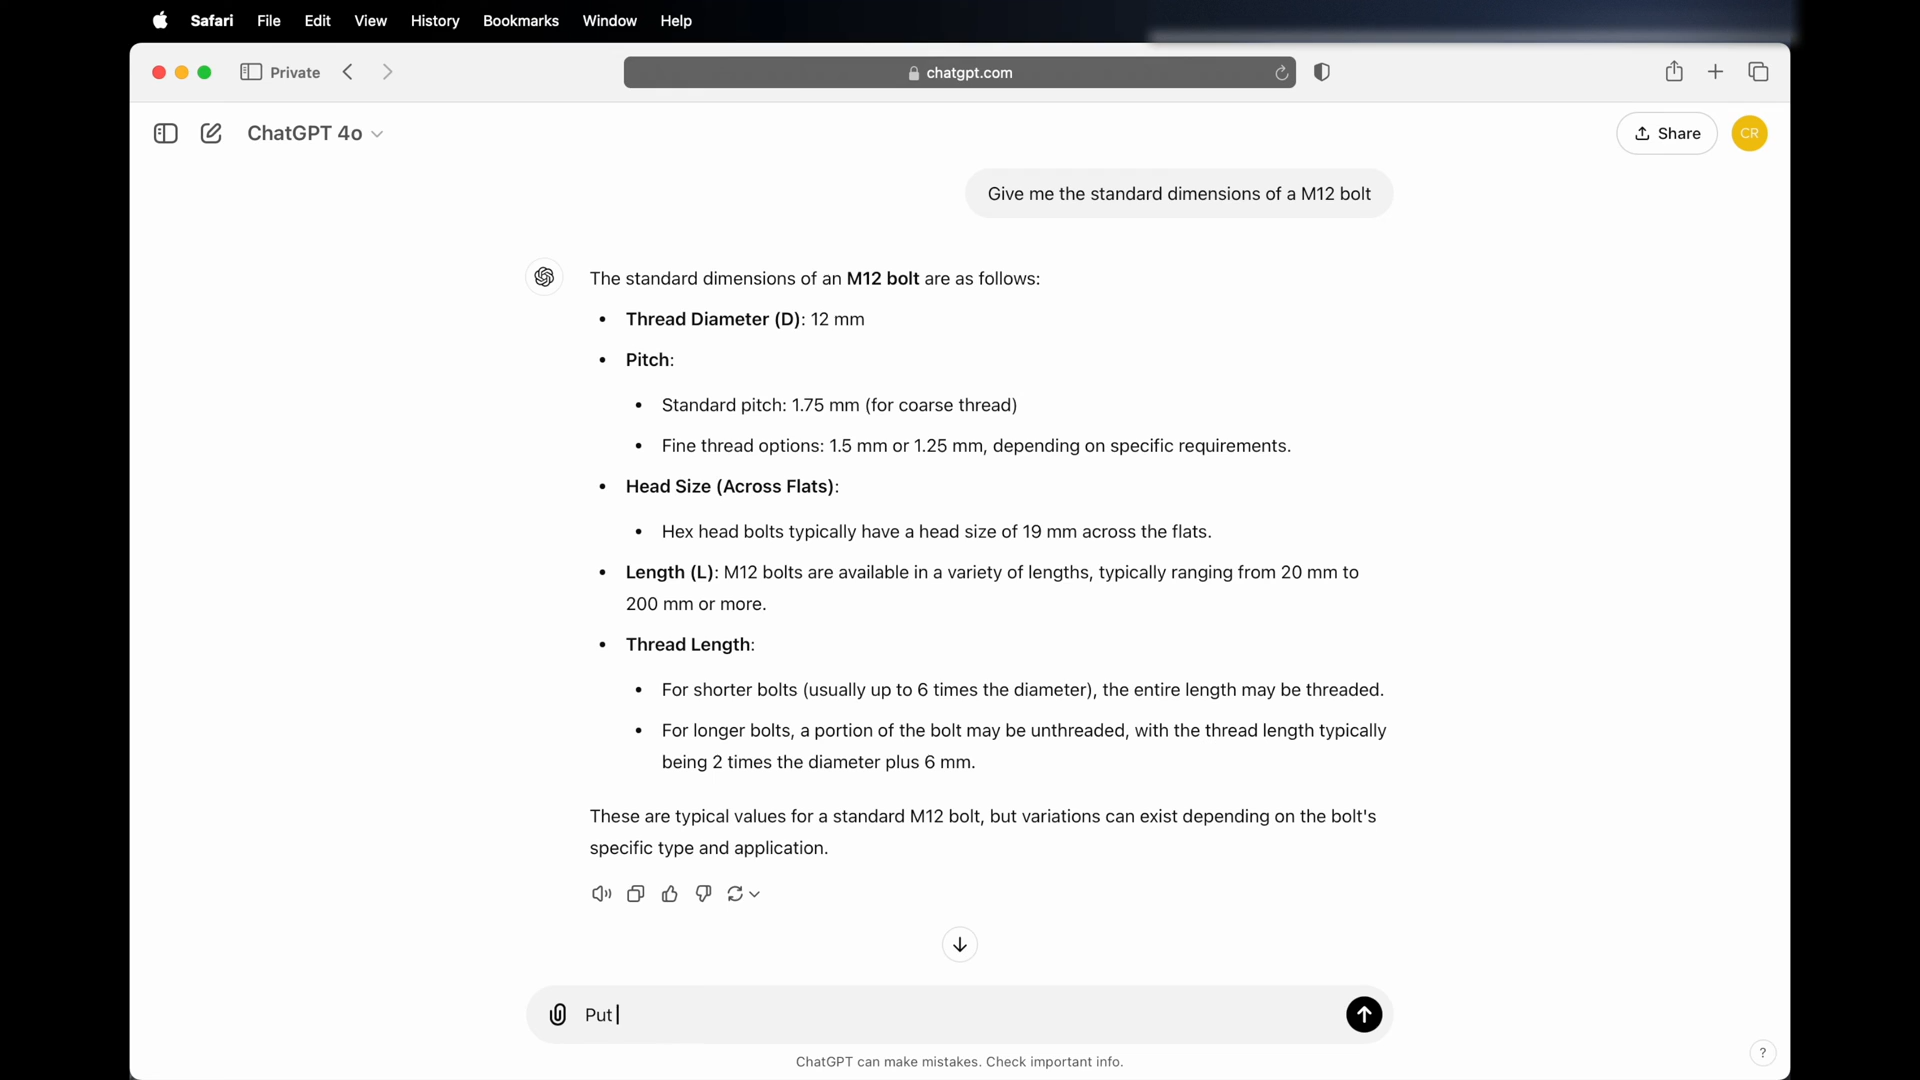 Safari File Edit View History Bookmarks Window Help
Private chatgpt.com
ChatGPT 4o Share CR
Give me the standard dimensions of a M12 bolt
The standard dimensions of an M12 bolt are as follows:
• Thread Diameter (D): 12 mm
• Pitch:
• Standard pitch: 1.75 mm (for coarse thread)
• Fine thread options: 1.5 mm or 1.25 mm, depending on specific requirements.
• Head Size (Across Flats):
• Hex head bolts typically have a head size of 19 mm across the flats.
• Length (L): M12 bolts are available in a variety of lengths, typically ranging from 20 mm to
200 mm or more.
• Thread Length:
• For shorter bolts (usually up to 6 times the diameter), the entire length may be threaded.
• For longer bolts, a portion of the bolt may be unthreaded, with the thread length typically
being 2 times the diameter plus 6 mm.
These are typical values for a standard M12 bolt, but variations can exist depending on the bolt's
specific type and application.
Put
ChatGPT can make mistakes. Check important info.
?